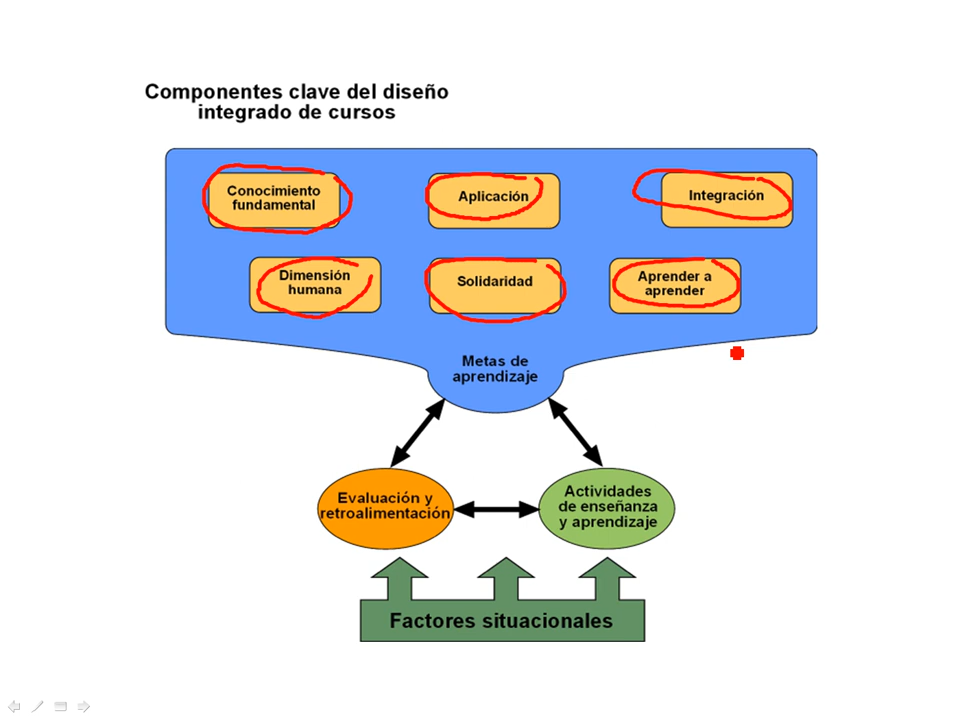 Componentes clave del diseño
integrado de cursos
Conocimiento
fundamental
Aplicación
Integración
Dimensión
humana
Solidaridad
Aprender a
aprender
Metas de
aprendizaje
Evaluación y
retroalimentación
Actividades
de enseñanza
y aprendizaje
Factores situacionales